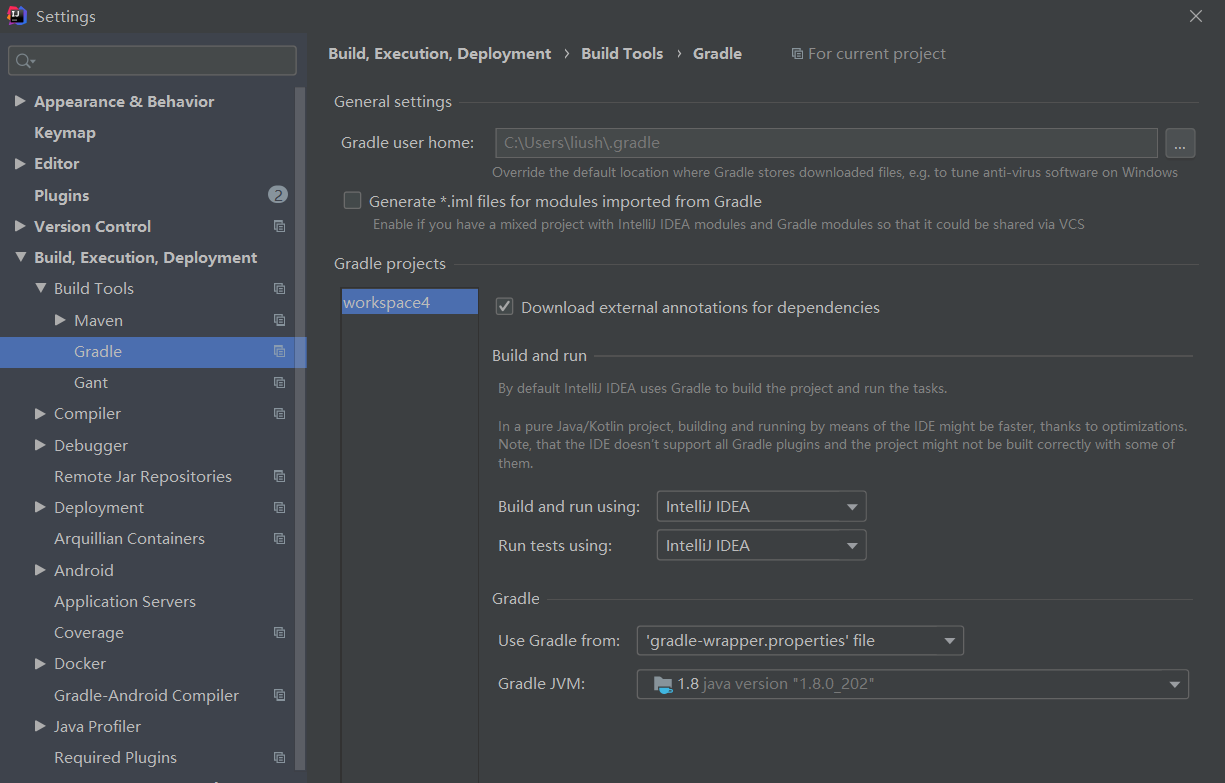 Settings
Appearance & Behavior
Keymap
Editor
Plugins 2
Version Control
Build, Execution, Deployment
Build Tools
Maven
Gradle
Gant
Compiler
Debugger
Remote Jar Repositories
Deployment
Arquillian Containers
Android
Application Servers
Coverage
Docker
Gradle-Android Compiler
Java Profiler
Required Plugins
Build, Execution, Deployment › Build Tools › Gradle For current project
General settings
Gradle user home: C:\Users\liush\.gradle ...
Override the default location where Gradle stores downloaded files, e.g. to tune anti-virus software on Windows
Generate *.iml files for modules imported from Gradle
Enable if you have a mixed project with IntelliJ IDEA modules and Gradle modules so that it could be shared via VCS
Gradle projects
workspace4
Download external annotations for dependencies
Build and run
By default IntelliJ IDEA uses Gradle to build the project and run the tasks.
In a pure Java/Kotlin project, building and running by means of the IDE might be faster, thanks to optimizations.
Note, that the IDE doesn't support all Gradle plugins and the project might not be built correctly with some of
them.
Build and run using: IntelliJ IDEA
Run tests using: IntelliJ IDEA
Gradle
Use Gradle from: 'gradle-wrapper.properties' file
Gradle JVM: 1.8 java version "1.8.0_202"